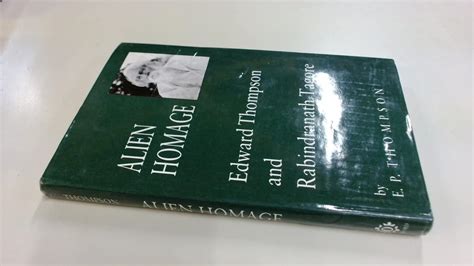 ALIEN
HOMAGE
Edward Thompson
and
Rabindranath Tagore
by
E. P. THOMPSON
THOMPSON
ALIEN HOMAGE